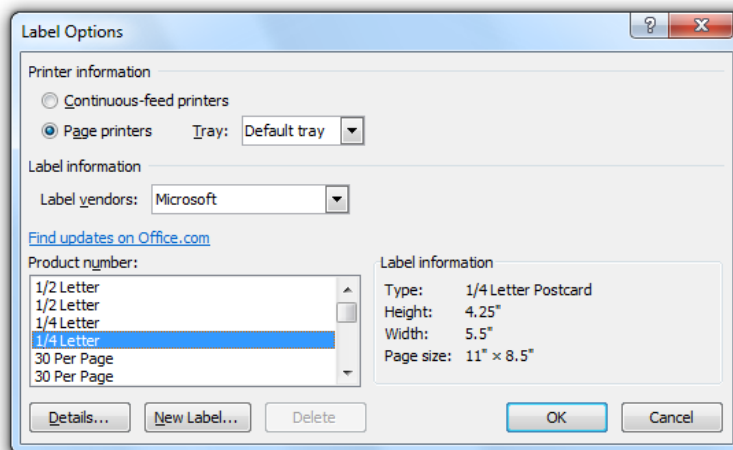 Label Options
Printer information
Continuous-feed printers
Page printers Tray: Default tray
Label information
Label vendors: Microsoft
Find updates on Office.com
Product number:
1/2 Letter
1/2 Letter
1/4 Letter
1/4 Letter
30 Per Page
30 Per Page
Label information
Type: 1/4 Letter Postcard
Height: 4.25"
Width: 5.5"
Page size: 11" × 8.5"
Details... New Label... Delete OK Cancel